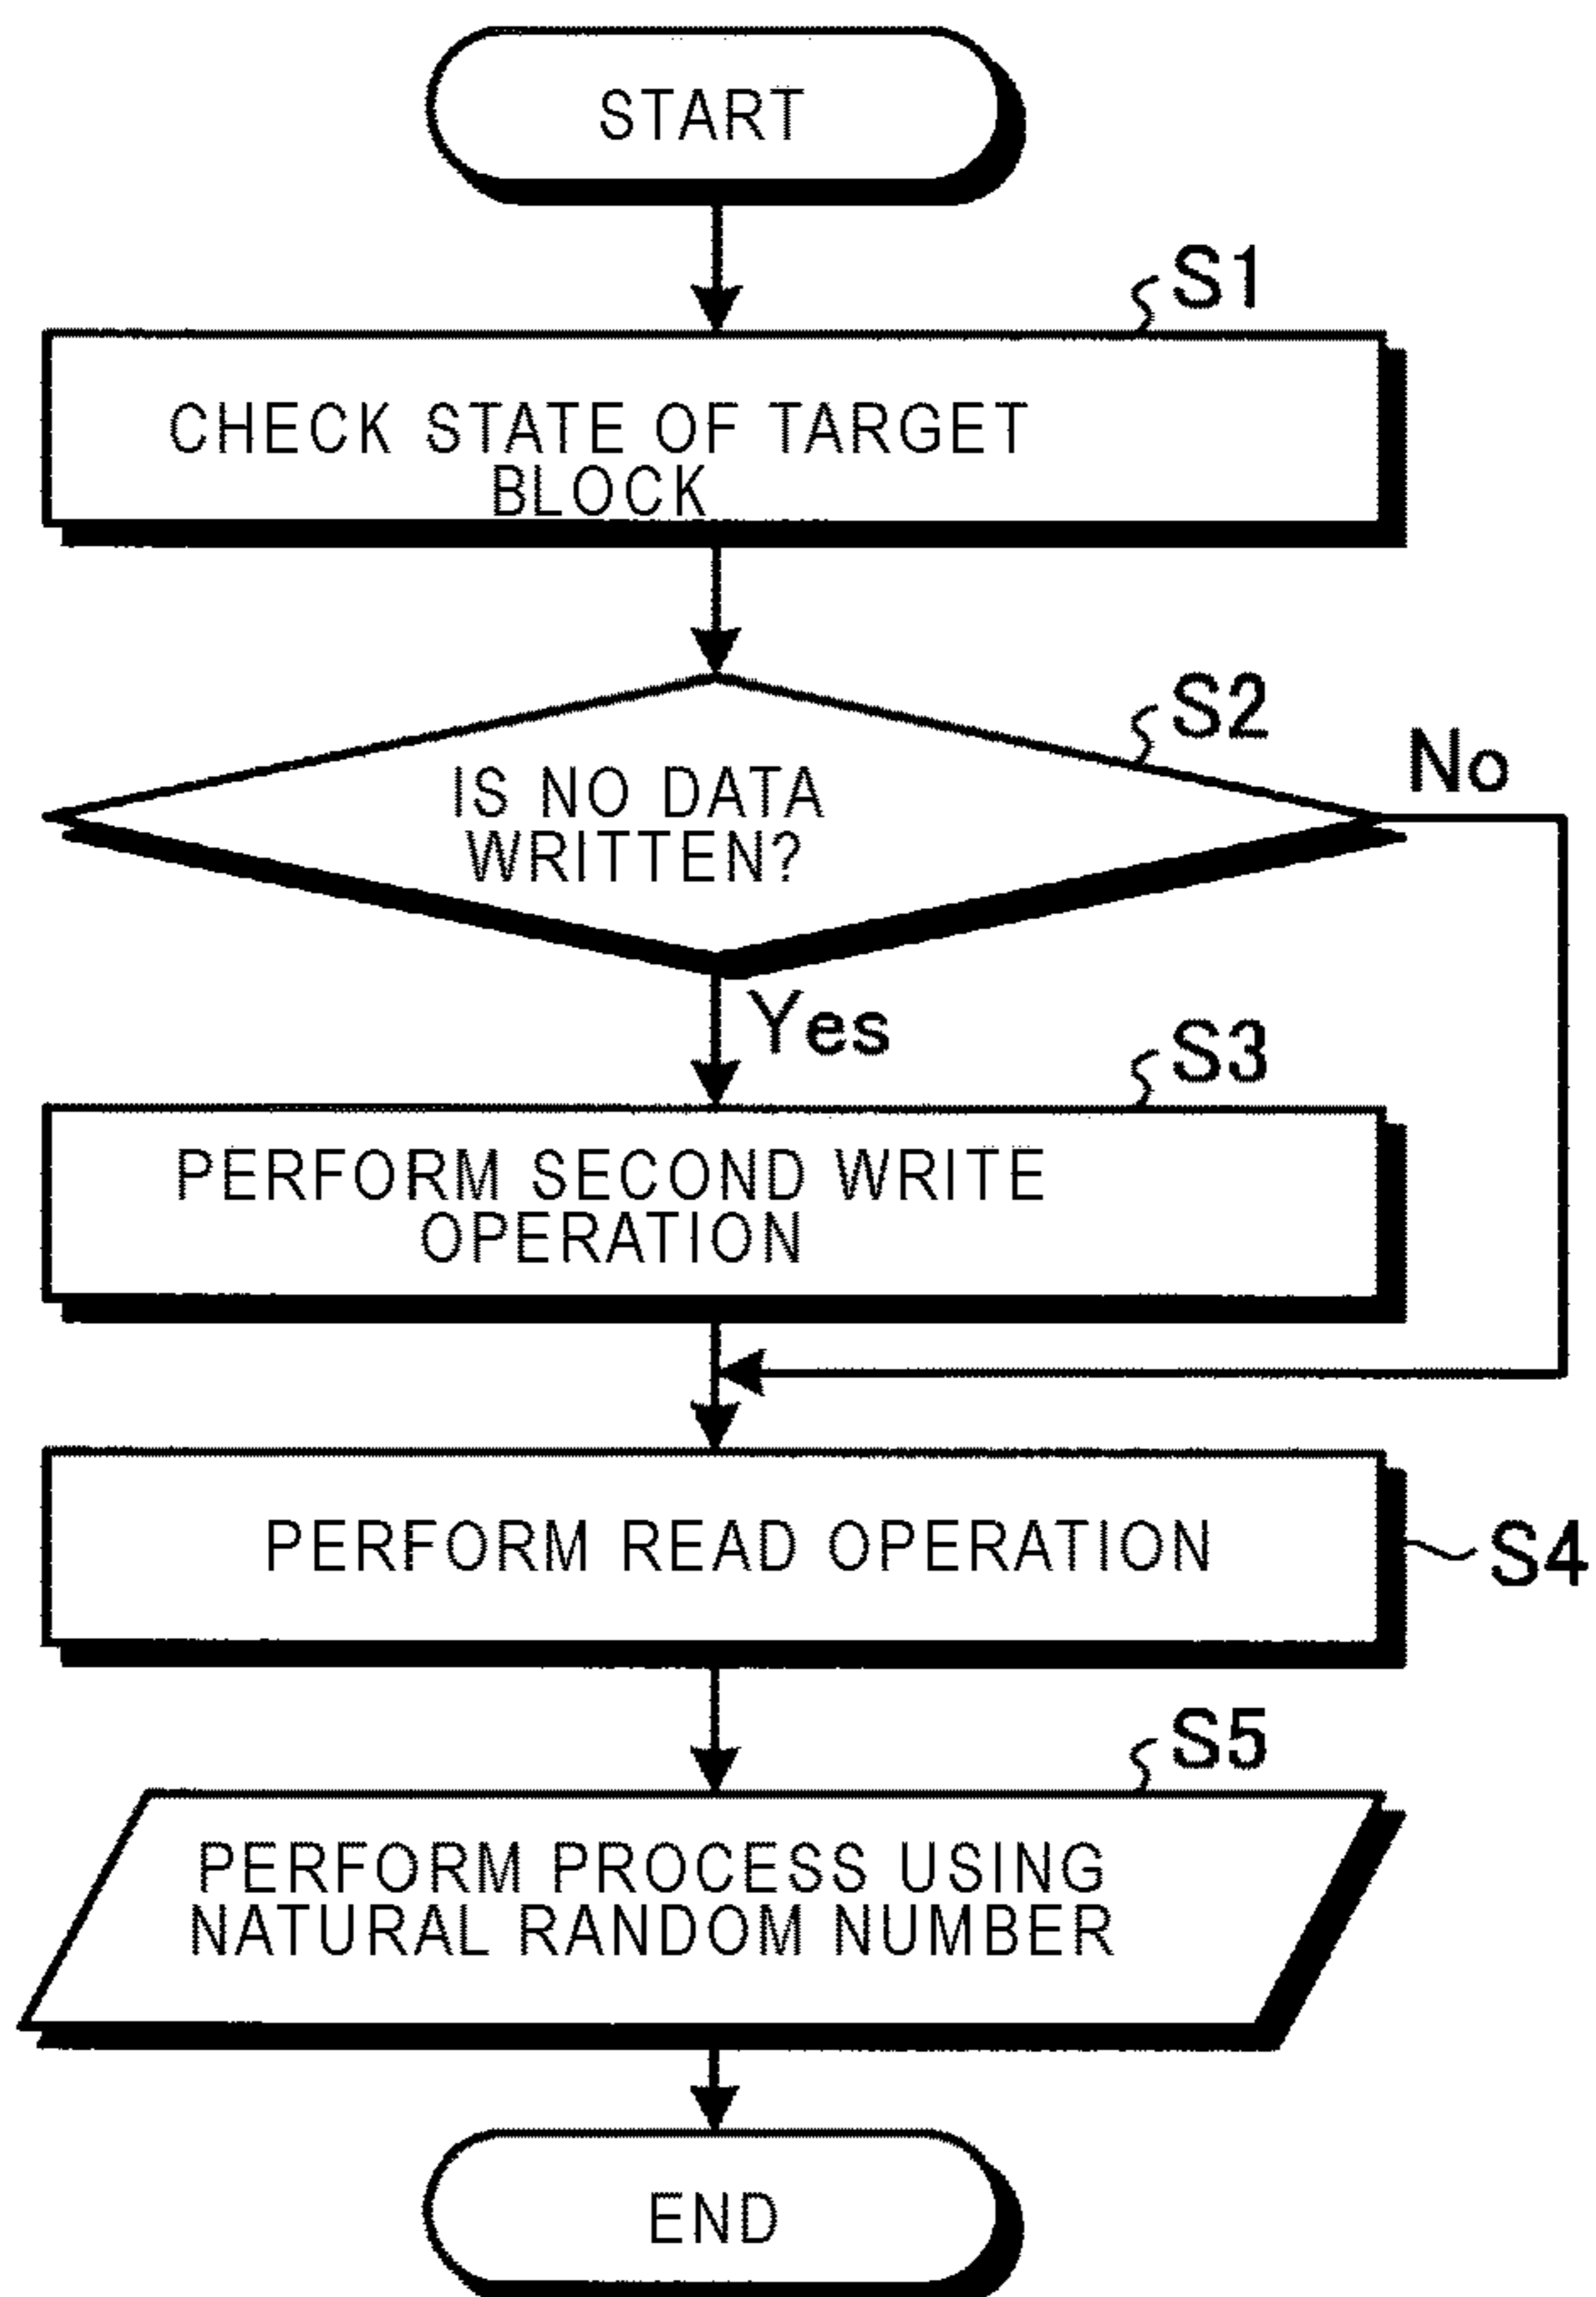 START
S1
CHECK STATE OF TARGET
BLOCK
S2
No
IS NO DATA
WRITTEN?
Yes
S3
PERFORM SECOND WRITE
OPERATION
PERFORM READ OPERATION
S4
S5
PERFORM PROCESS USING
NATURAL RANDOM NUMBER
END